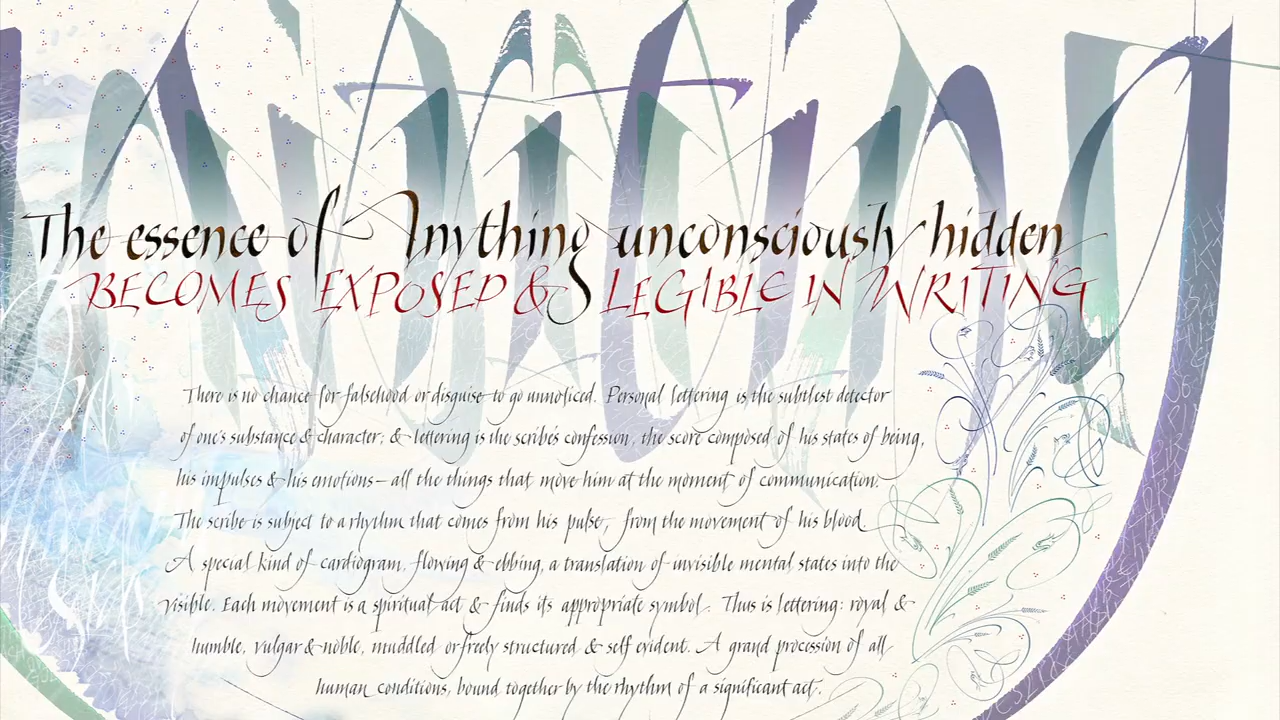 The essence of Anything unconsciously hidden
BECOMES EXPOSED & LEGIBLE IN WRITING
There is no chance for falsehood or disguise to go unnoticed. Personal lettering is the subtlest detector
of one's substance & character; & lettering is the scribe's confession, the score composed of his states of being,
his impulses & his emotions — all the things that move him at the moment of communication.
The scribe is subject to a rhythm that comes from his pulse, from the movement of his blood.
A special kind of cardiogram, flowing & ebbing, a translation of invisible mental states into the
visible. Each movement is a spiritual act & finds its appropriate symbol. Thus is lettering: royal &
humble, vulgar & noble, muddled or freely structured & self evident. A grand procession of all
human conditions, bound together by the rhythm of a significant act.